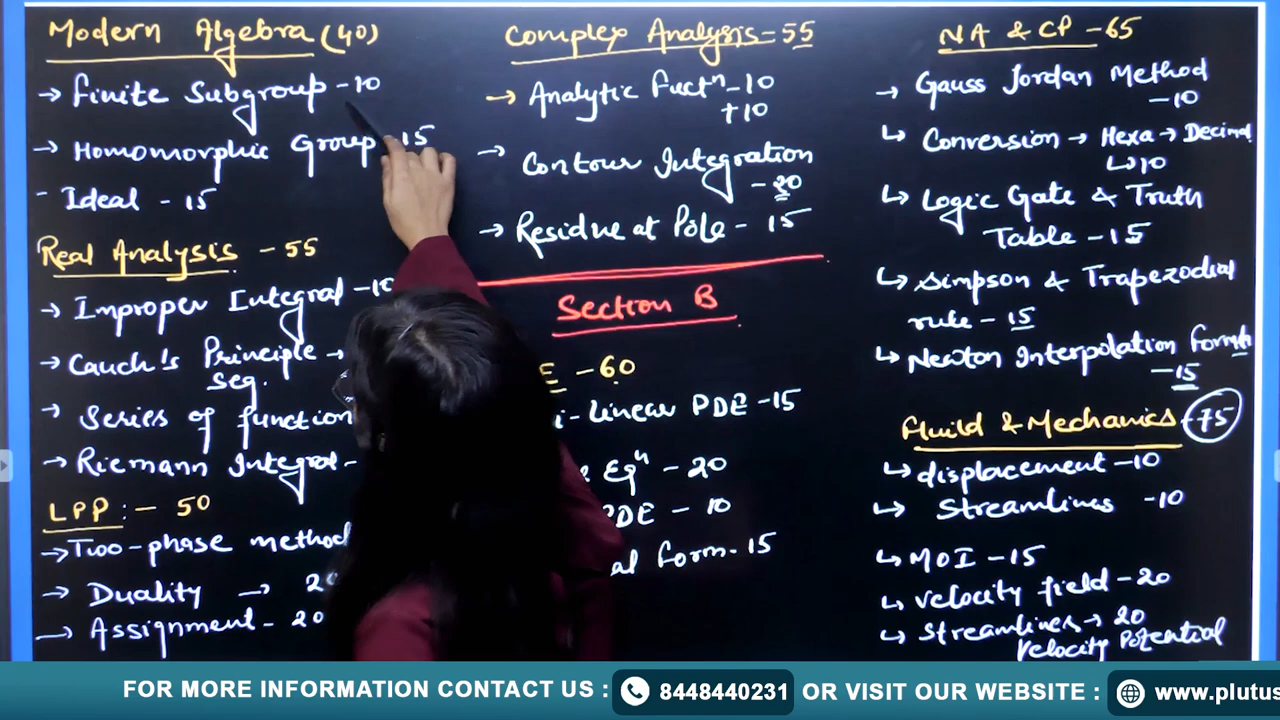 Modern Algebra (40)
→ Finite Subgroup - 10
→ Homomorphic Group - 15
- Ideal - 15
Real Analysis - 55
→ Improper Integral - 10
→ Cauch's Principle →
Seq.
→ Series of function
→ Riemann Integral -
LPP : - 50
→ Two-phase method
→ Duality → 20
→ Assignment - 20
Complex Analysis - 55
→ Analytic Fuctⁿ - 10
+10
→ Contour Integration
- 20
→ Residue at Pole - 15
Section B
E - 60
i-linear PDE - 15
Eqⁿ - 20
PDE - 10
al form - 15
NA & CP - 65
→ Gauss Jordan Method
- 10
↳ Conversion → Hexa → Decimal
↳ 10
↳ Logic Gate & Truth
Table - 15
↳ Simpson & Trapezodial
rule - 15
↳ Newton Interpolation Form
- 15
Fluild & Mechanics - 75
↳ displacement - 10
↳ Streamlines - 10
↳ MOI - 15
↳ velocity field - 20
↳ Streamlines → 20
velocity Potential
FOR MORE INFORMATION CONTACT US : 8448440231 OR VISIT OUR WEBSITE : www.plutus